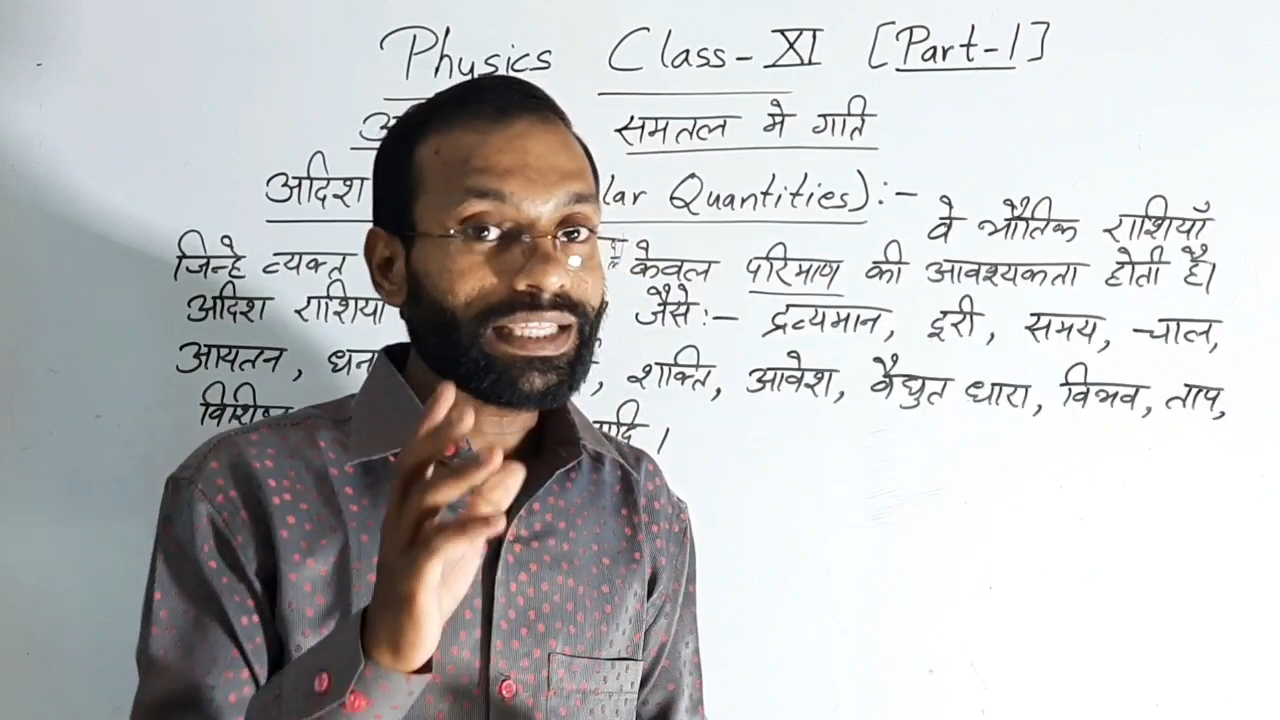 Physics Class-XI [Part-1]
समतल मे गति
अदिश lar Quantities):-
वे भौतिक राशियाँ
जिन्हे व्यक्त केवल परिमाण की आवश्यकता होती है।
अदिश राशिया जैसे:- द्रव्यमान, दूरी, समय, चाल,
आयतन, घन , शक्ति, आवेश, वैद्युत धारा, विभव, ताप,